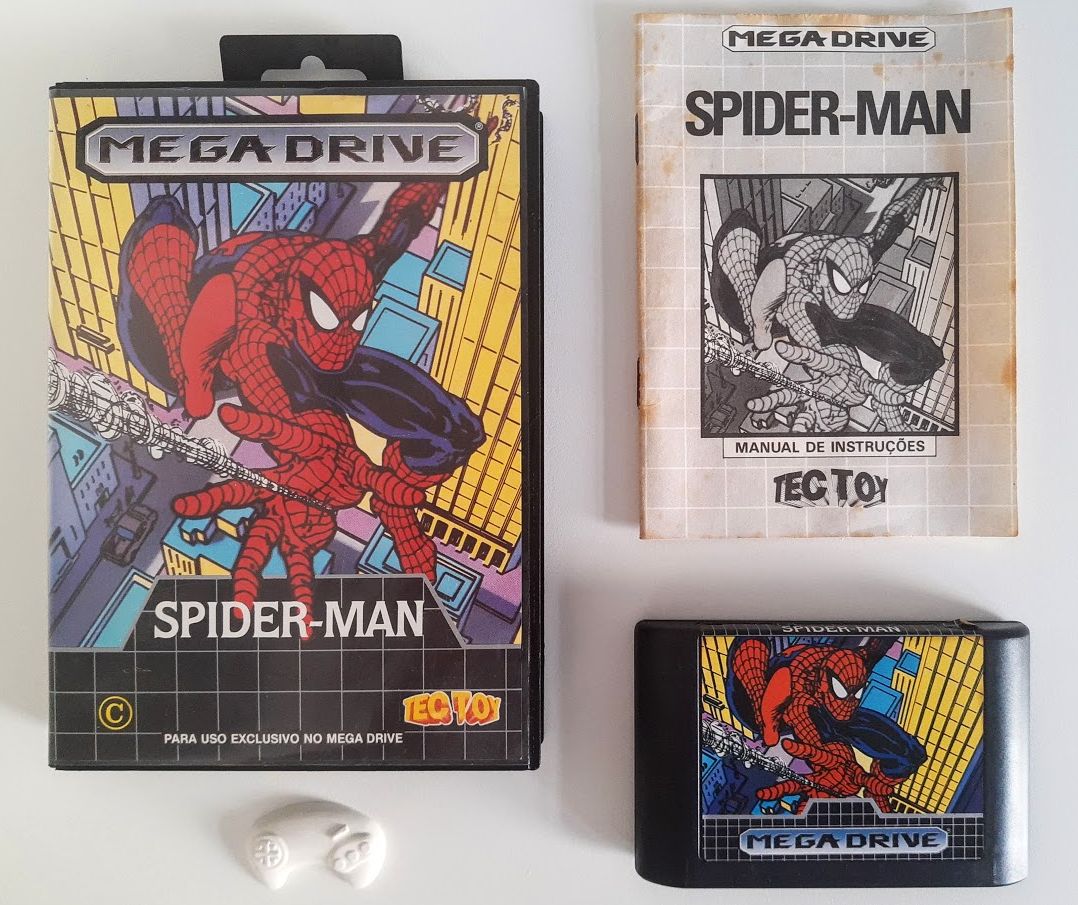 MEGA DRIVE
®
SPIDER-MAN
©
TEC TOY
PARA USO EXCLUSIVO NO MEGA DRIVE
MEGA DRIVE
SPIDER-MAN
MANUAL DE INSTRUÇÕES
TEC TOY
SPIDER-MAN
MEGA DRIVE